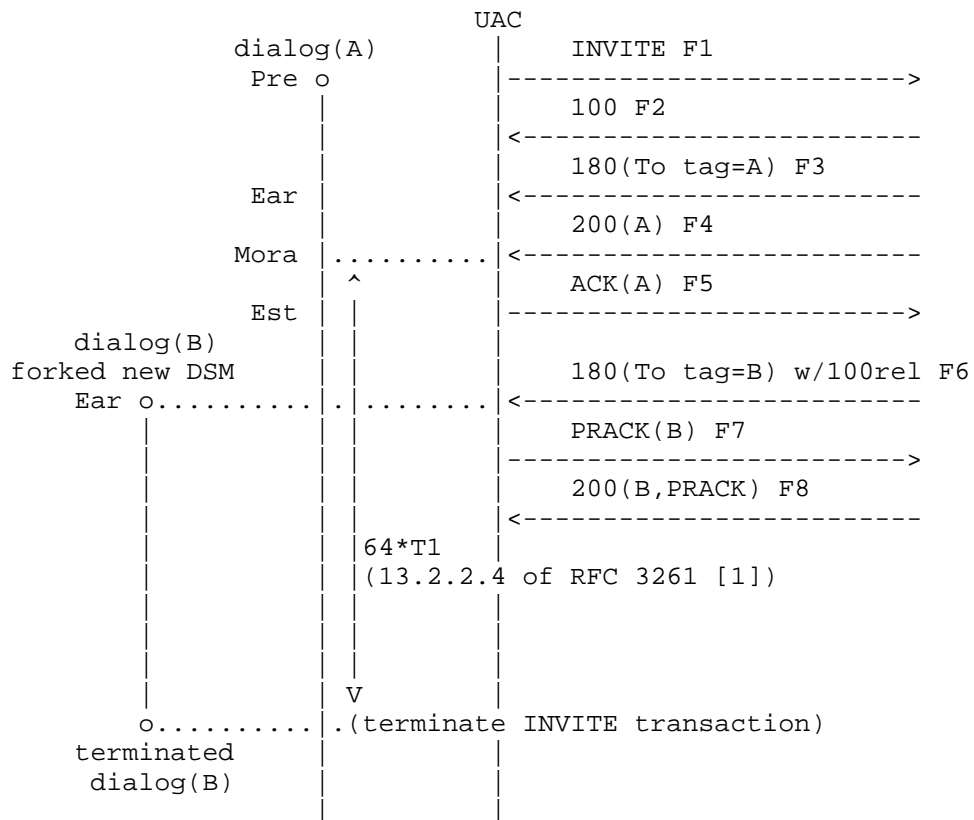 UAC
dialog(A) INVITE F1
Pre o |-------------------------->
100 F2
|<--------------------------
180(To tag=A) F3
Ear |<--------------------------
200(A) F4
Mora |..........|<--------------------------
^ ACK(A) F5
Est |-------------------------->
dialog(B)
forked new DSM 180(To tag=B) w/100rel F6
Ear o..........|.|........|<--------------------------
PRACK(B) F7
|-------------------------->
200(B,PRACK) F8
|<--------------------------
64*T1
(13.2.2.4 of RFC 3261 [1])
V
o..........|.(terminate INVITE transaction)
terminated
dialog(B)